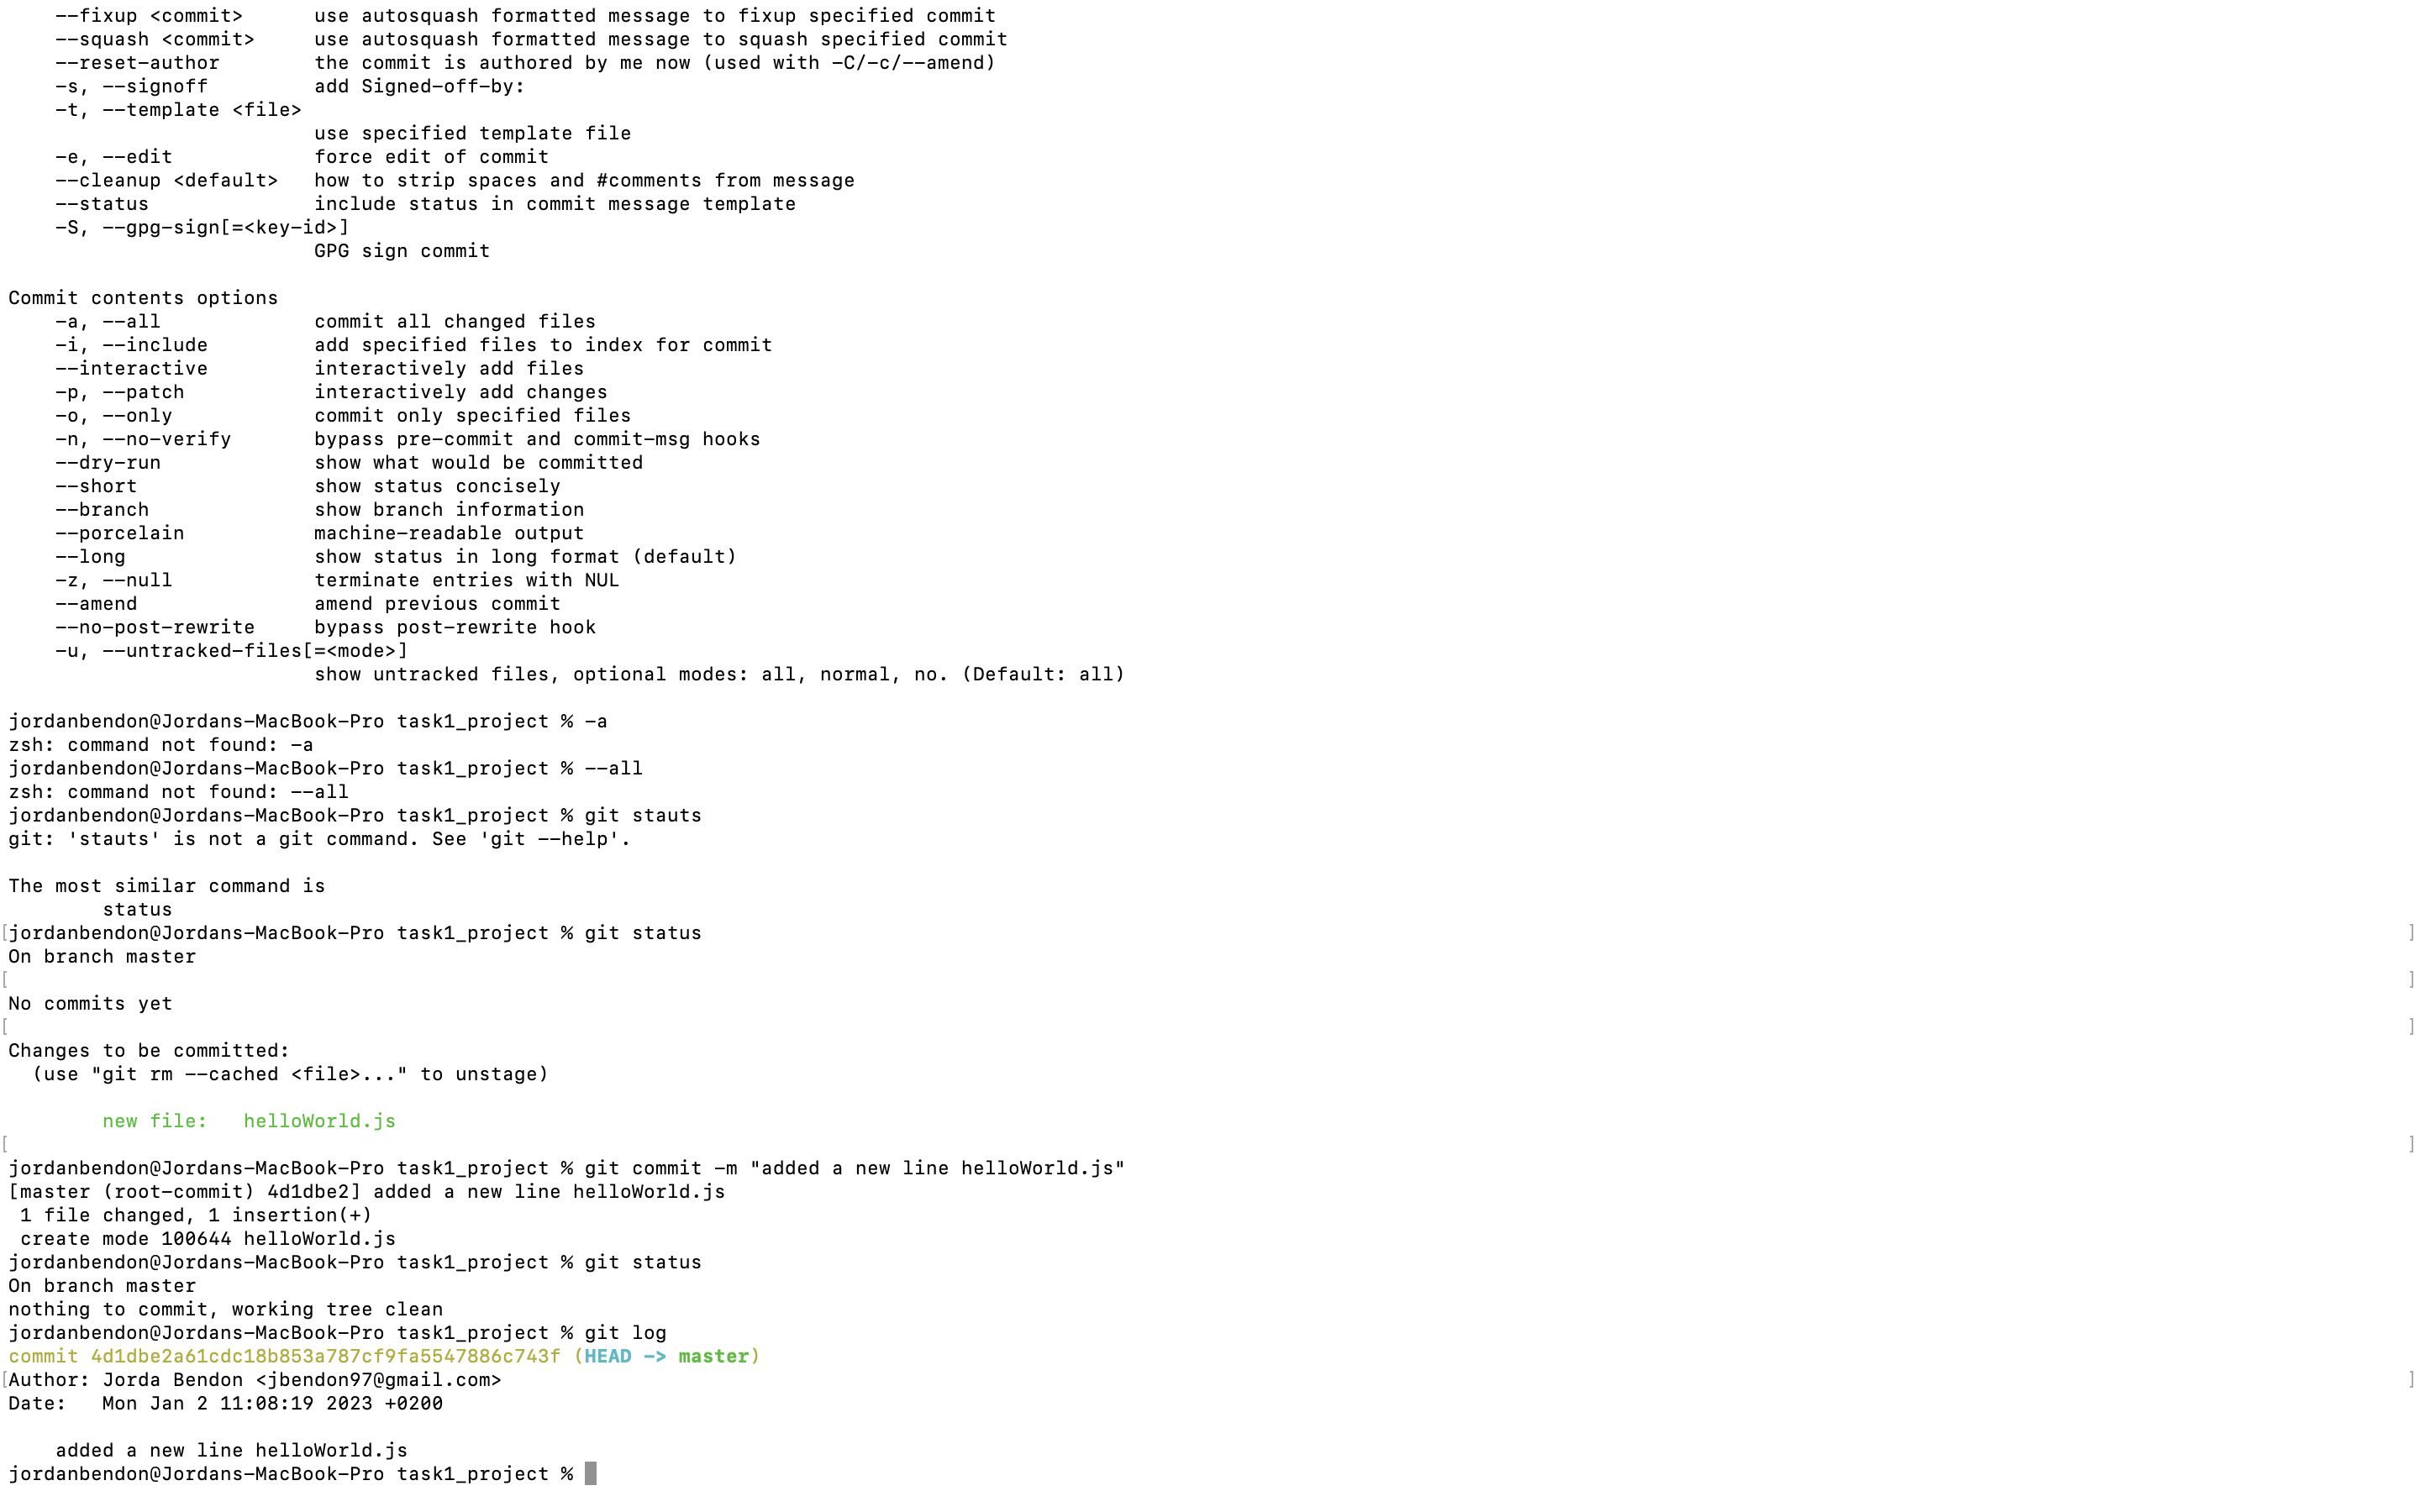 --fixup <commit>      use autosquash formatted message to fixup specified commit
    --squash <commit>     use autosquash formatted message to squash specified commit
    --reset-author        the commit is authored by me now (used with -C/-c/--amend)
    -s, --signoff         add Signed-off-by:
    -t, --template <file>
                          use specified template file
    -e, --edit            force edit of commit
    --cleanup <default>   how to strip spaces and #comments from message
    --status              include status in commit message template
    -S, --gpg-sign[=<key-id>]
                          GPG sign commit

Commit contents options
    -a, --all             commit all changed files
    -i, --include         add specified files to index for commit
    --interactive         interactively add files
    -p, --patch           interactively add changes
    -o, --only            commit only specified files
    -n, --no-verify       bypass pre-commit and commit-msg hooks
    --dry-run             show what would be committed
    --short               show status concisely
    --branch              show branch information
    --porcelain           machine-readable output
    --long                show status in long format (default)
    -z, --null            terminate entries with NUL
    --amend               amend previous commit
    --no-post-rewrite     bypass post-rewrite hook
    -u, --untracked-files[=<mode>]
                          show untracked files, optional modes: all, normal, no. (Default: all)

jordanbendon@Jordans-MacBook-Pro task1_project % -a
zsh: command not found: -a
jordanbendon@Jordans-MacBook-Pro task1_project % --all
zsh: command not found: --all
jordanbendon@Jordans-MacBook-Pro task1_project % git stauts
git: 'stauts' is not a git command. See 'git --help'.

The most similar command is
        status
[jordanbendon@Jordans-MacBook-Pro task1_project % git status ]
On branch master
[ ]
No commits yet
[ ]
Changes to be committed:
  (use "git rm --cached <file>..." to unstage)

        new file:   helloWorld.js
[ ]
jordanbendon@Jordans-MacBook-Pro task1_project % git commit -m "added a new line helloWorld.js"
[master (root-commit) 4d1dbe2] added a new line helloWorld.js
 1 file changed, 1 insertion(+)
 create mode 100644 helloWorld.js
jordanbendon@Jordans-MacBook-Pro task1_project % git status
On branch master
nothing to commit, working tree clean
jordanbendon@Jordans-MacBook-Pro task1_project % git log
commit 4d1dbe2a61cdc18b853a787cf9fa5547886c743f (HEAD -> master)
[Author: Jorda Bendon <jbendon97@gmail.com> ]
Date:   Mon Jan 2 11:08:19 2023 +0200

    added a new line helloWorld.js
jordanbendon@Jordans-MacBook-Pro task1_project %